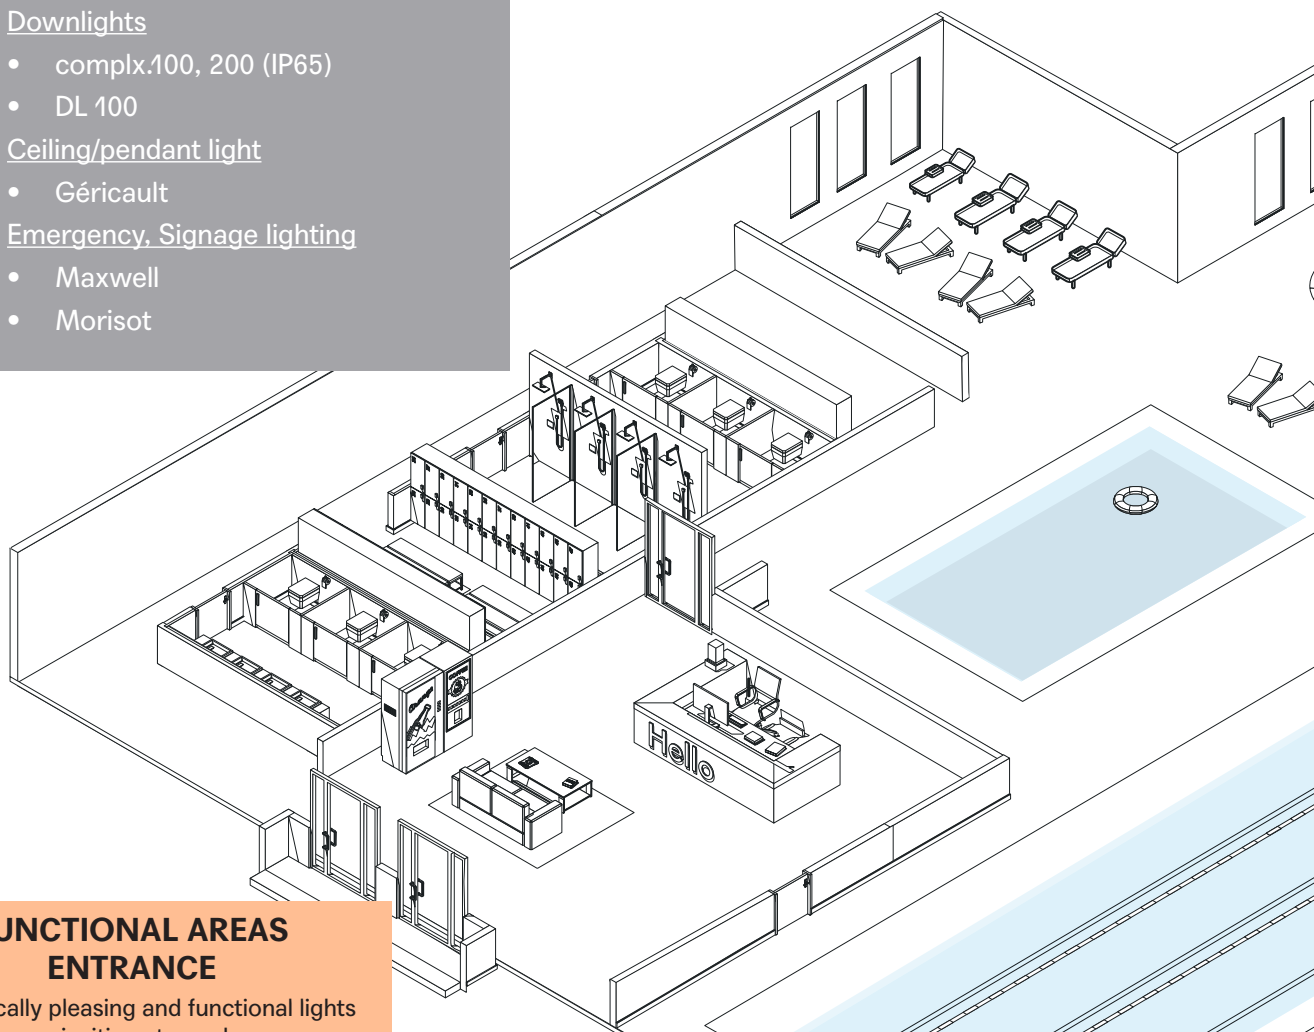 Downlights
• complx.100, 200 (IP65)
• DL 100
Ceiling/pendant light
• Géricault
Emergency, Signage lighting
• Maxwell
• Morisot
Hello
UNCTIONAL AREAS
ENTRANCE
cally pleasing and functional lights